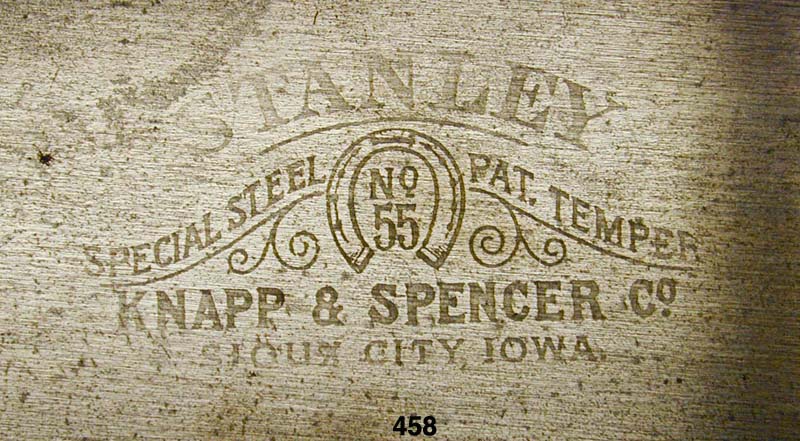 STANLEY
SPECIAL STEEL
No
55
PAT. TEMPER
KNAPP & SPENCER Co
SIOUX CITY, IOWA.
458